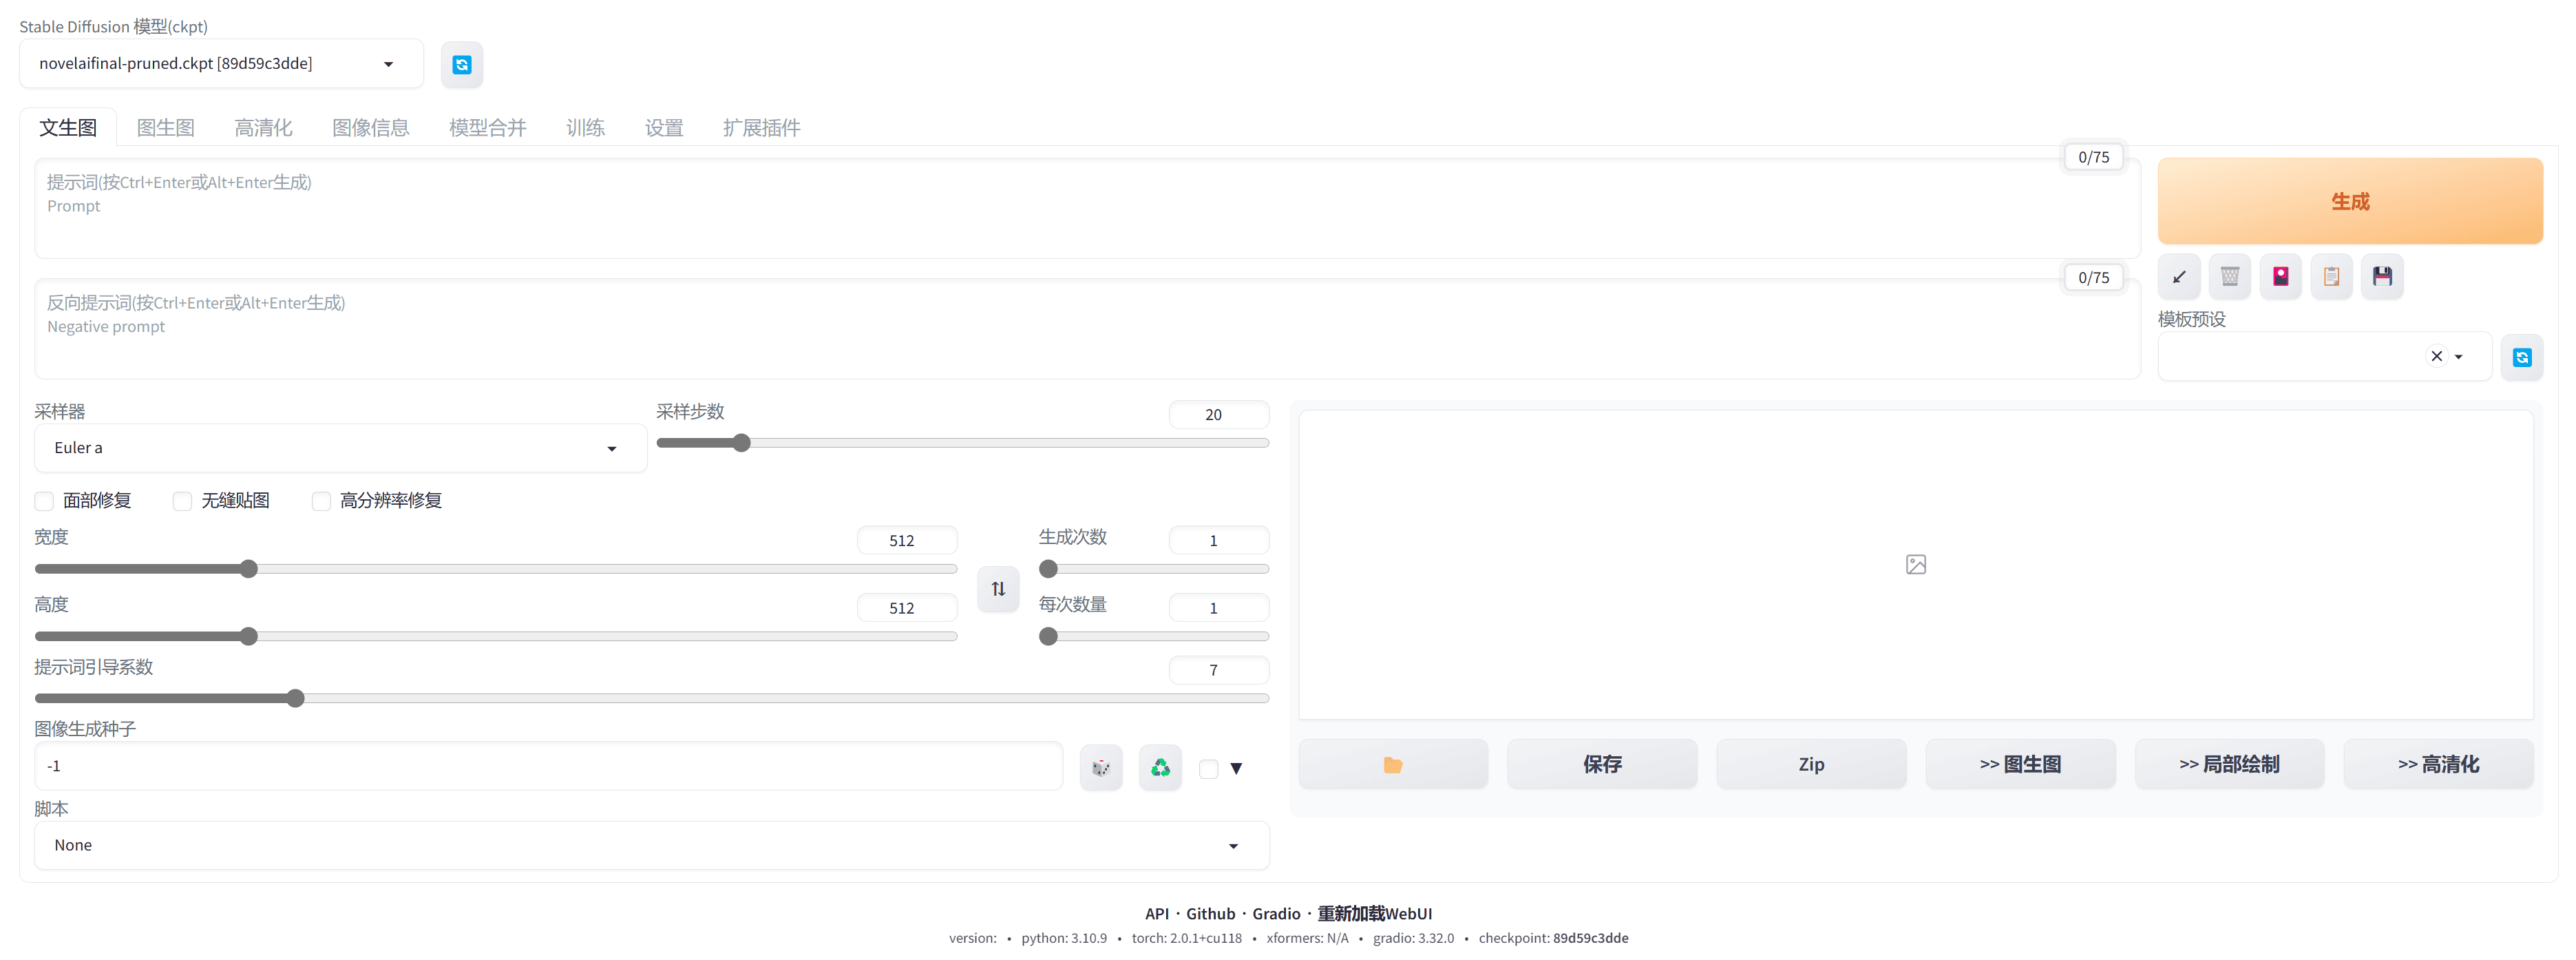 Stable Diffusion 模型(ckpt)
novelaifinal-pruned.ckpt [89d59c3dde]
文生图 图生图 高清化 图像信息 模型合并 训练 设置 扩展插件
0/75
提示词(按Ctrl+Enter或Alt+Enter生成)
Prompt
生成
0/75
反向提示词(按Ctrl+Enter或Alt+Enter生成)
Negative prompt
模板预设
采样器
Euler a
采样步数
20
面部修复 无缝贴图 高分辨率修复
宽度
512
生成次数
1
高度
512
每次数量
1
提示词引导系数
7
图像生成种子
-1
脚本
None
保存
Zip
>> 图生图
>> 局部绘制
>> 高清化
API · Github · Gradio · 重新加载WebUI
version: • python: 3.10.9 • torch: 2.0.1+cu118 • xformers: N/A • gradio: 3.32.0 • checkpoint: 89d59c3dde